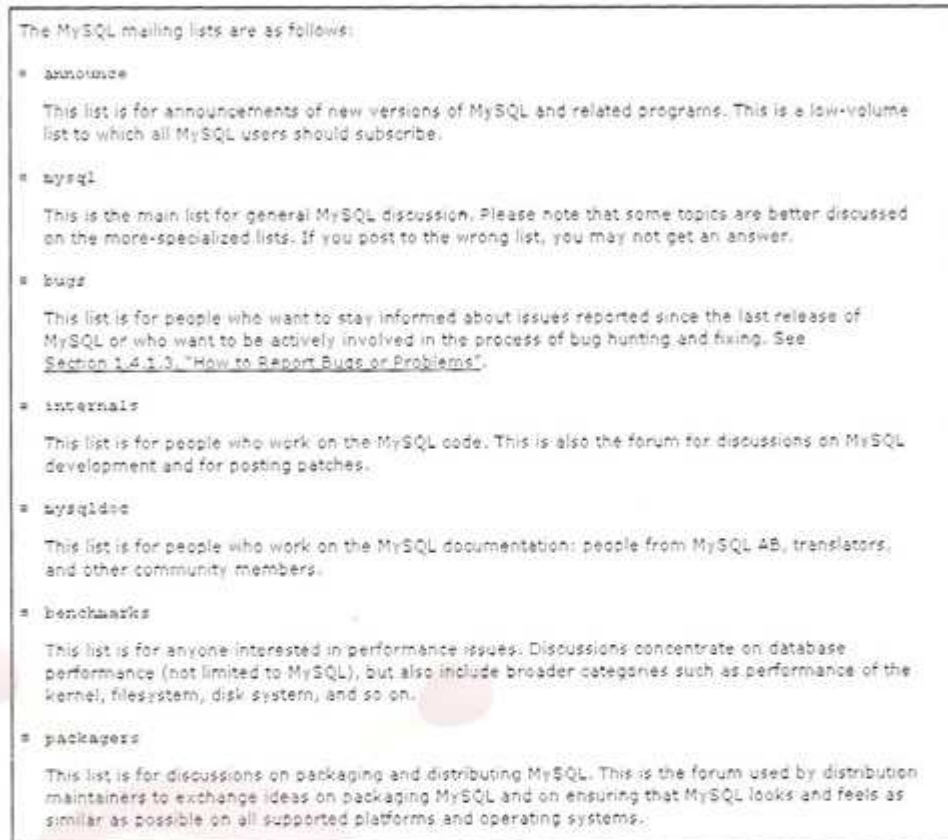 The MySQL mailing lists are as follows:
announce
This list is for announcements of new versions of MySQL and related programs. This is a low-volume
list to which all MySQL users should subscribe.
mysql
This is the main list for general MySQL discussion. Please note that some topics are better discussed
on the more-specialized lists. If you post to the wrong list, you may not get an answer.
bugs
This list is for people who want to stay informed about issues reported since the last release of
MySQL or who want to be actively involved in the process of bug hunting and fixing. See
Section 1.4.1.3, "How to Report Bugs or Problems".
internals
This list is for people who work on the MySQL code. This is also the forum for discussions on MySQL
development and for posting patches.
mysqldoc
This list is for people who work on the MySQL documentation: people from MySQL AB, translators,
and other community members.
benchmarks
This list is for anyone interested in performance issues. Discussions concentrate on database
performance (not limited to MySQL), but also include broader categories such as performance of the
kernel, filesystem, disk system, and so on.
packagers
This list is for discussions on packaging and distributing MySQL. This is the forum used by distribution
maintainers to exchange ideas on packaging MySQL and on ensuring that MySQL looks and feels as
similar as possible on all supported platforms and operating systems.